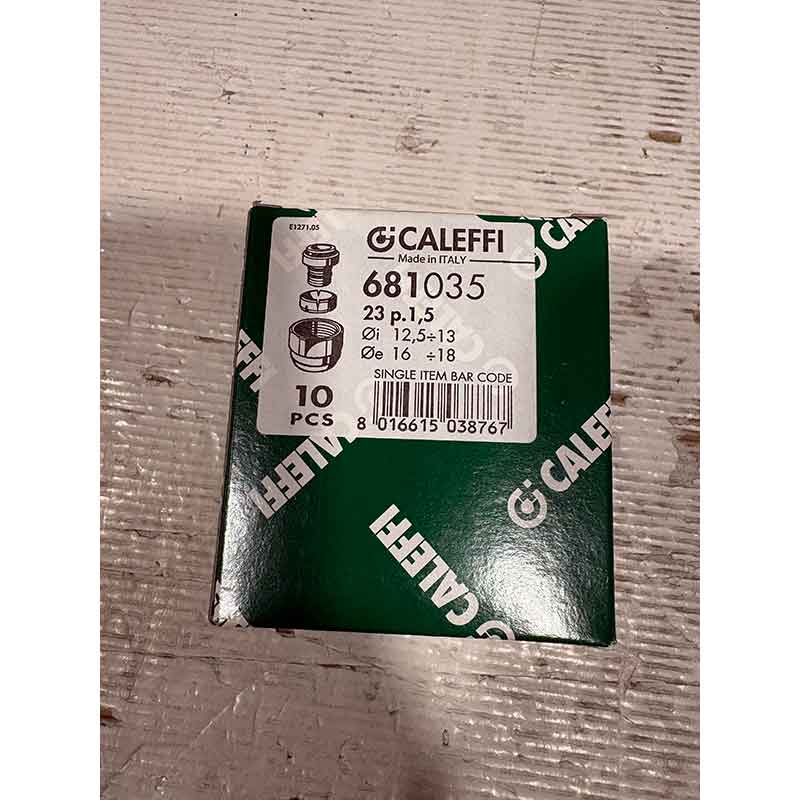 E1271.05
CALEFFI
Made in ITALY
681035
23 p.1,5
Øi 12,5÷13
Øe 16 ÷18
SINGLE ITEM BAR CODE
10
PCS
8 016615 038767
CALEFFI
CALEFFI
CALEFFI